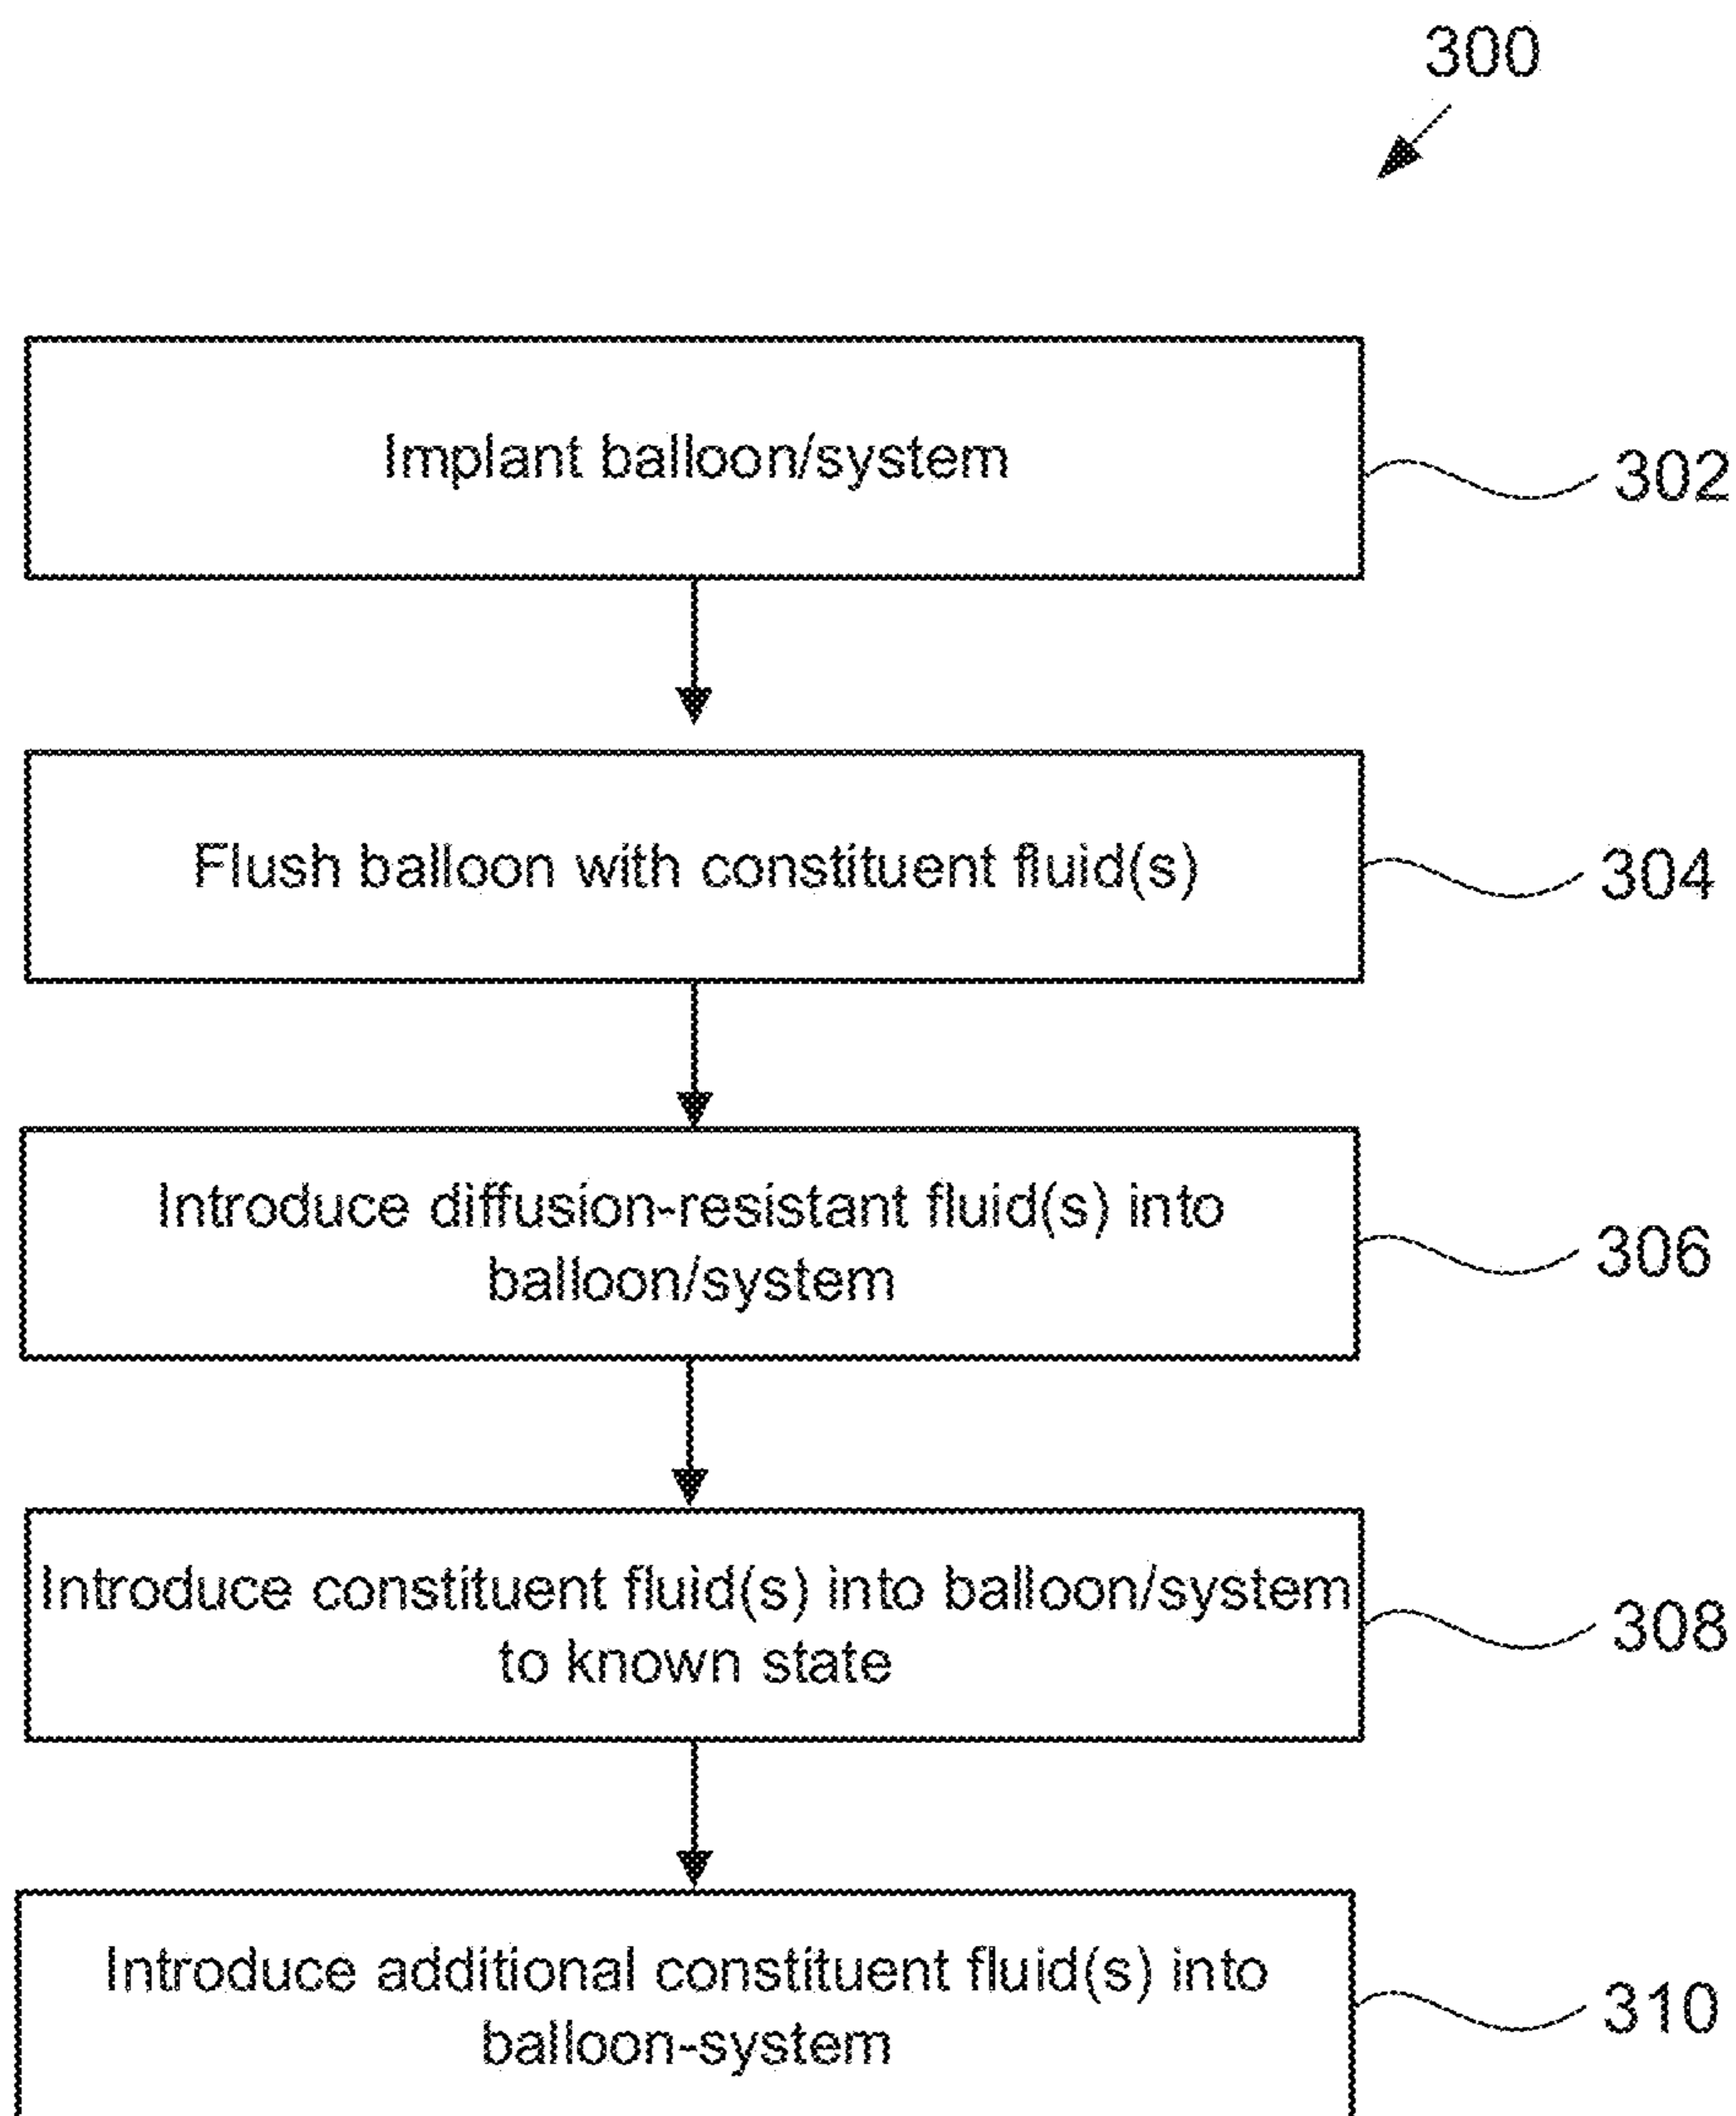 300
Implant balloon/system
302
Flush balloon with constituent fluid(s)
304
Introduce diffusion-resistant fluid(s) into
balloon/system
306
Introduce constituent fluid(s) into balloon/system
to known state
308
Introduce additional constituent fluid(s) into
balloon-system
310